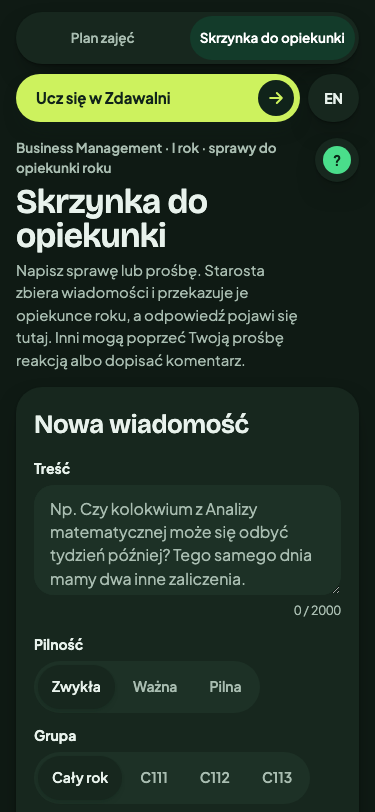 Plan zajęć
Skrzynka do opiekunki
Ucz się w Zdawalni
EN
Business Management · I rok · sprawy do
opiekunki roku
?
Skrzynka do
opiekunki
Napisz sprawę lub prośbę. Starosta
zbiera wiadomości i przekazuje je
opiekunce roku, a odpowiedź pojawi się
tutaj. Inni mogą poprzeć Twoją prośbę
reakcją albo dopisać komentarz.
Nowa wiadomość
Treść
Np. Czy kolokwium z Analizy
matematycznej może się odbyć
tydzień później? Tego samego dnia
mamy dwa inne zaliczenia.
0 / 2000
Pilność
Zwykła
Ważna
Pilna
Grupa
Cały rok
C111
C112
C113